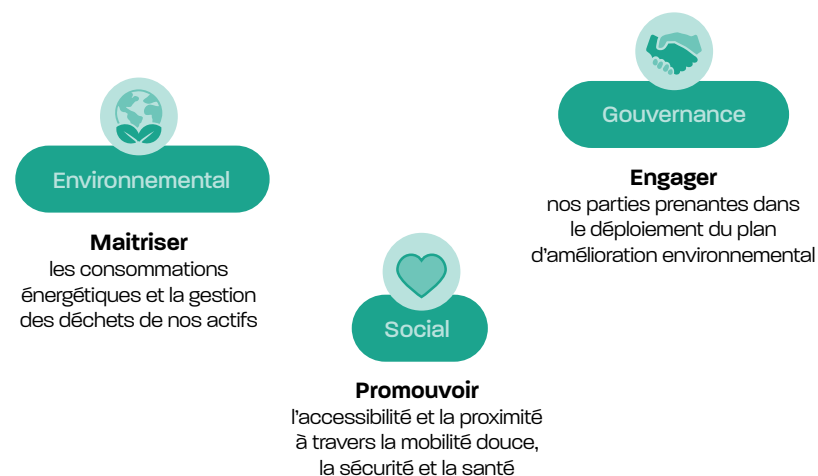 Environnemental
Maitriser
les consommations
énergétiques et la gestion
des déchets de nos actifs
Social
Promouvoir
l'accessibilité et la proximité
à travers la mobilité douce,
la sécurité et la santé
Gouvernance
Engager
nos parties prenantes dans
le déploiement du plan
d'amélioration environnemental